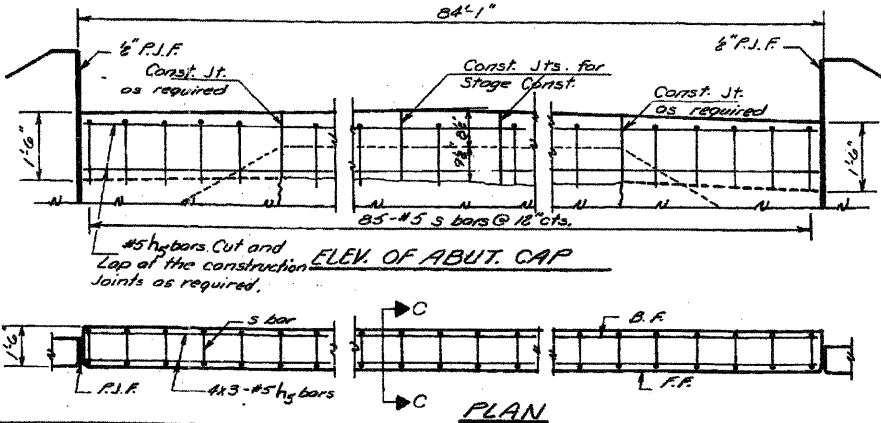 84'-1"
½" P.J.F.
½" P.J.F.
Const. Jt.
as required
Const. Jts. for
Stage Const.
Const. Jt.
as required
1'-6"
1'-6"
85-#5 s bars @ 12" cts.
#5 h₅ bars. Cut and
Lap at the construction
Joints as required.
ELEV. OF ABUT. CAP
C
s bar
B.F.
1'-6"
P.J.F.
4x3-#5 h₅ bars
F.F.
C
PLAN